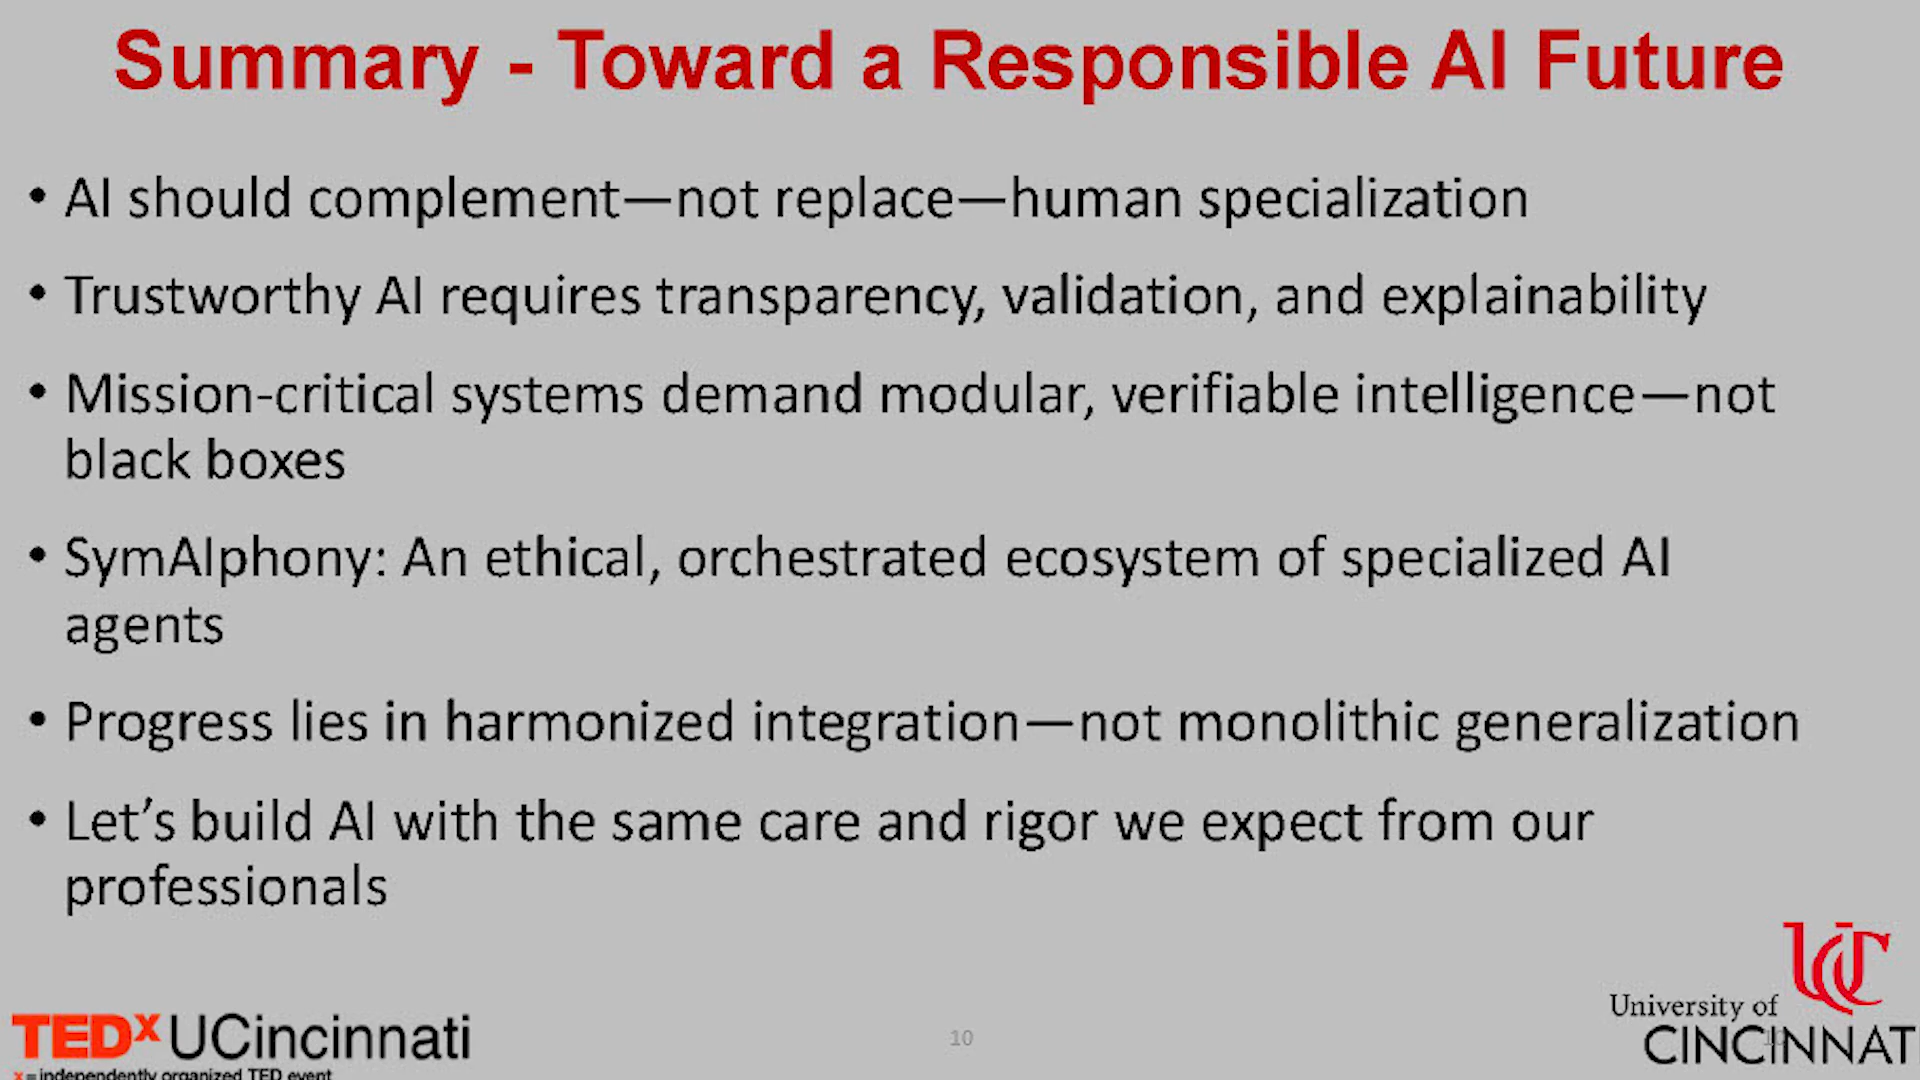 Summary - Toward a Responsible AI Future
• AI should complement—not replace—human specialization
• Trustworthy AI requires transparency, validation, and explainability
• Mission-critical systems demand modular, verifiable intelligence—not
black boxes
• SymAIphony: An ethical, orchestrated ecosystem of specialized AI
agents
• Progress lies in harmonized integration—not monolithic generalization
• Let’s build AI with the same care and rigor we expect from our
professionals
UC
University of
CINCINNAT
TEDx UCincinnati
x = independently organized TED event
10
10